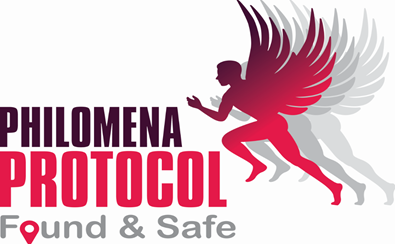 PHILOMENA
PROTOCOL
Found & Safe